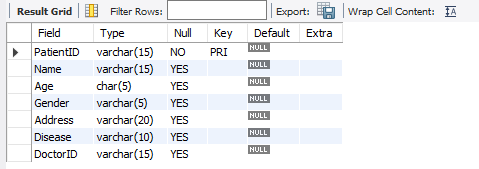 Result Grid Filter Rows: Export: Wrap Cell Content: IA
Field Type Null Key Default Extra
PatientID varchar(15) NO PRI NULL
Name varchar(15) YES NULL
Age char(5) YES NULL
Gender varchar(5) YES NULL
Address varchar(20) YES NULL
Disease varchar(10) YES NULL
DoctorID varchar(15) YES NULL